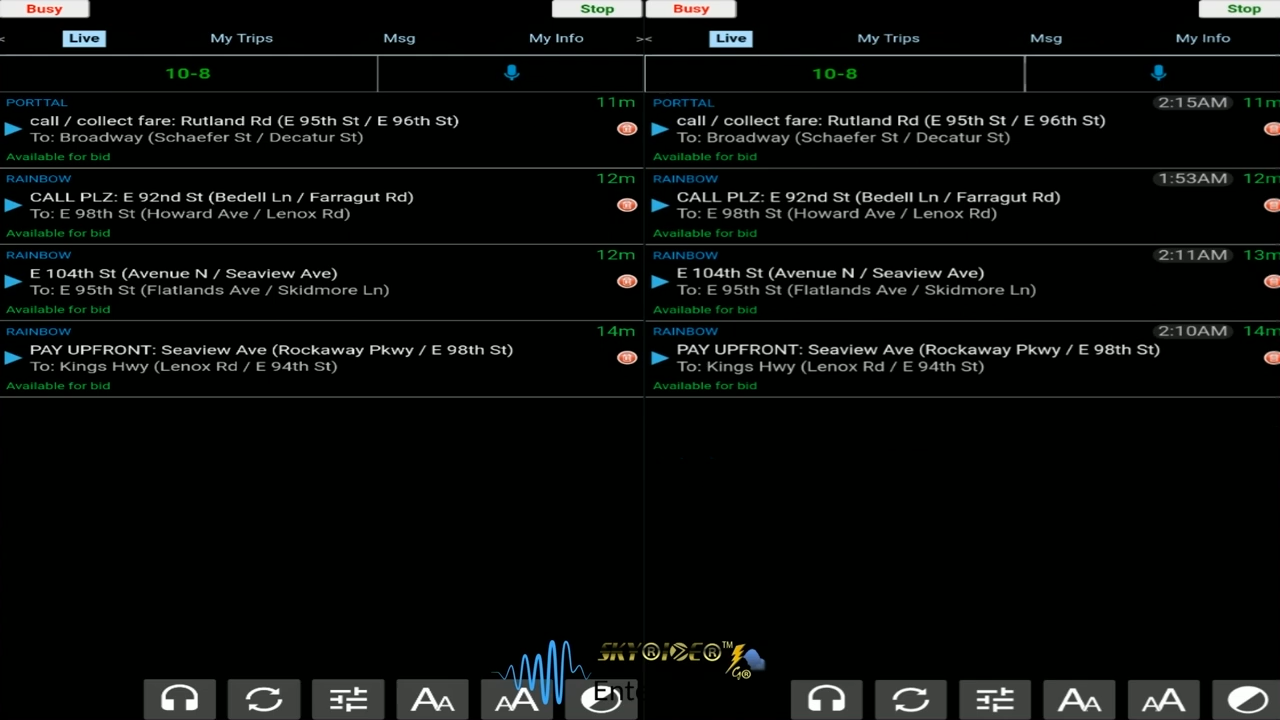 Busy
Stop
Live
My Trips
Msg
My Info
10-8
PORTTAL
11m
call / collect fare: Rutland Rd (E 95th St / E 96th St)
To: Broadway (Schaefer St / Decatur St)
Available for bid
RAINBOW
12m
CALL PLZ: E 92nd St (Bedell Ln / Farragut Rd)
To: E 98th St (Howard Ave / Lenox Rd)
Available for bid
RAINBOW
12m
E 104th St (Avenue N / Seaview Ave)
To: E 95th St (Flatlands Ave / Skidmore Ln)
Available for bid
RAINBOW
14m
PAY UPFRONT: Seaview Ave (Rockaway Pkwy / E 98th St)
To: Kings Hwy (Lenox Rd / E 94th St)
Available for bid
AA
AA
Busy
Stop
Live
My Trips
Msg
My Info
10-8
PORTTAL
2:15AM 11m
call / collect fare: Rutland Rd (E 95th St / E 96th St)
To: Broadway (Schaefer St / Decatur St)
Available for bid
RAINBOW
1:53AM 12m
CALL PLZ: E 92nd St (Bedell Ln / Farragut Rd)
To: E 98th St (Howard Ave / Lenox Rd)
Available for bid
RAINBOW
2:11AM 13m
E 104th St (Avenue N / Seaview Ave)
To: E 95th St (Flatlands Ave / Skidmore Ln)
Available for bid
RAINBOW
2:10AM 14m
PAY UPFRONT: Seaview Ave (Rockaway Pkwy / E 98th St)
To: Kings Hwy (Lenox Rd / E 94th St)
Available for bid
AA
AA
Ente